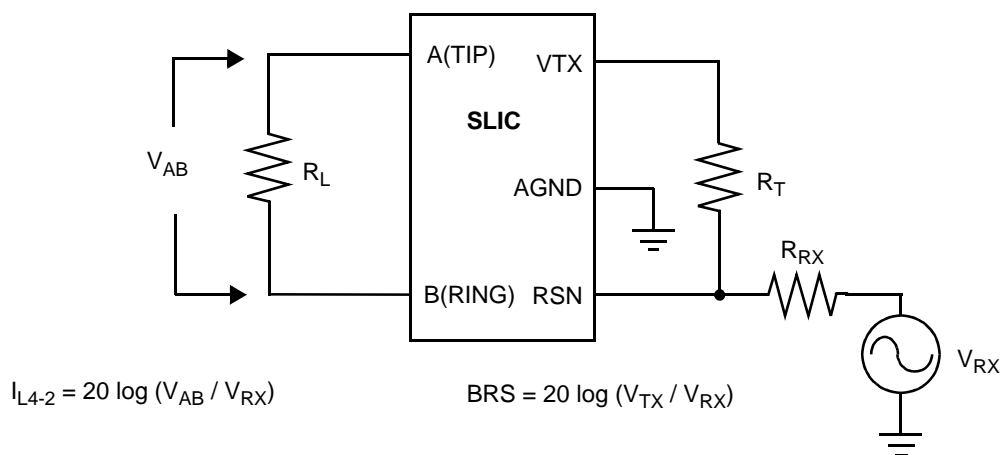 A(TIP)
VTX
SLIC
V_AB
R_L
AGND
R_T
R_RX
B(RING)
RSN
V_RX
I_L4-2 = 20 log (V_AB / V_RX)
BRS = 20 log (V_TX / V_RX)